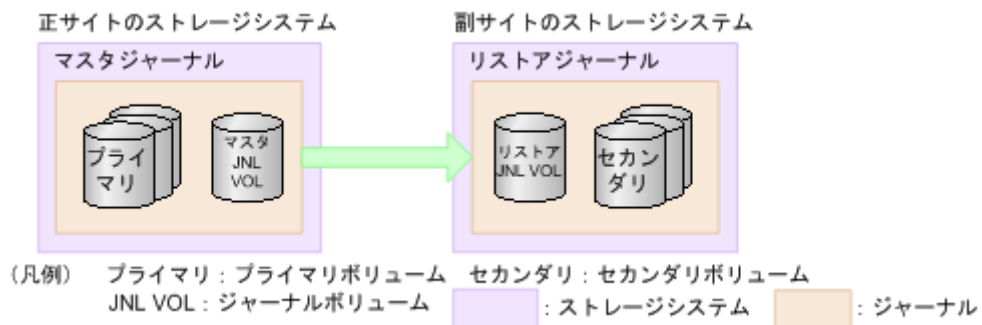 正サイトのストレージシステム
マスタジャーナル
プライ
マリ
マスタ
JNL
VOL
副サイトのストレージシステム
リストアジャーナル
リストア
JNL VOL
セカン
ダリ
(凡例) プライマリ:プライマリボリューム セカンダリ:セカンダリボリューム
JNL VOL:ジャーナルボリューム :ストレージシステム :ジャーナル